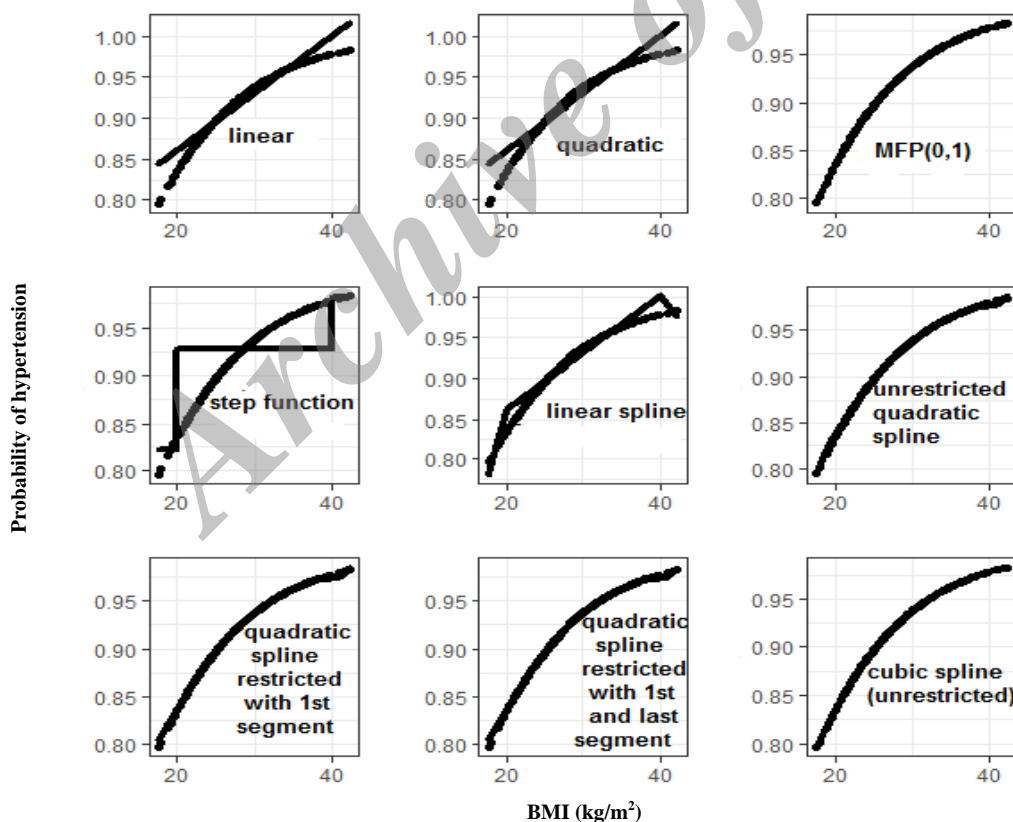 1.00
0.95
0.90
0.85
0.80
linear
20
40
1.00
0.95
0.90
0.85
0.80
quadratic
20
40
0.95
0.90
0.85
0.80
MFP(0,1)
20
40
Probability of hypertension
0.95
0.90
0.85
0.80
step function
20
40
1.00
0.95
0.90
0.85
0.80
linear spline
20
40
0.95
0.90
0.85
0.80
unrestricted
quadratic
spline
20
40
0.95
0.90
0.85
0.80
quadratic
spline
restricted
with 1st
segment
20
40
0.95
0.90
0.85
0.80
quadratic
spline
restricted
with 1st
and last
segment
20
40
0.95
0.90
0.85
0.80
cubic spline
(unrestricted)
20
40
BMI (kg/m²)
Archive of